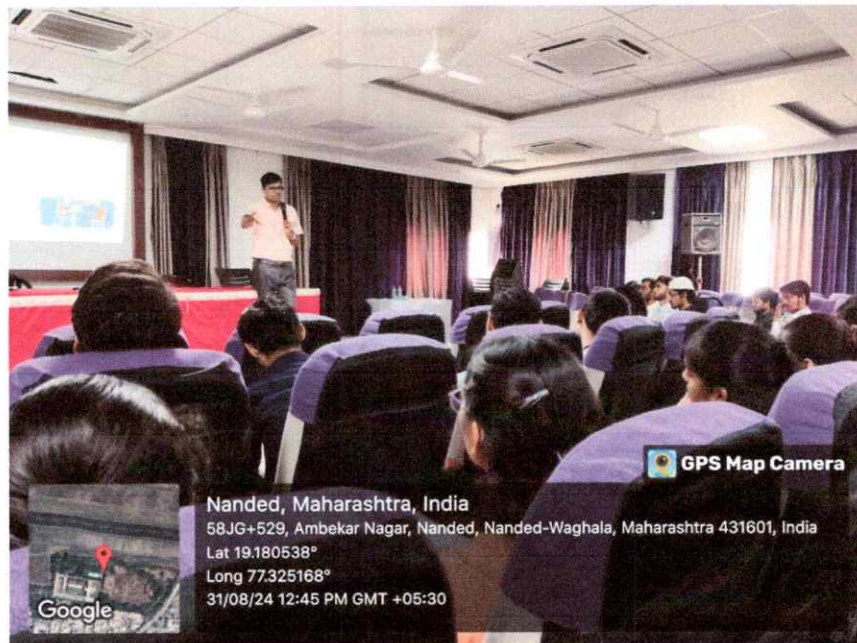 GPS Map Camera
Nanded, Maharashtra, India
58JG+529, Ambekar Nagar, Nanded, Nanded-Waghala, Maharashtra 431601, India
Lat 19.180538°
Long 77.325168°
31/08/24 12:45 PM GMT +05:30
Google